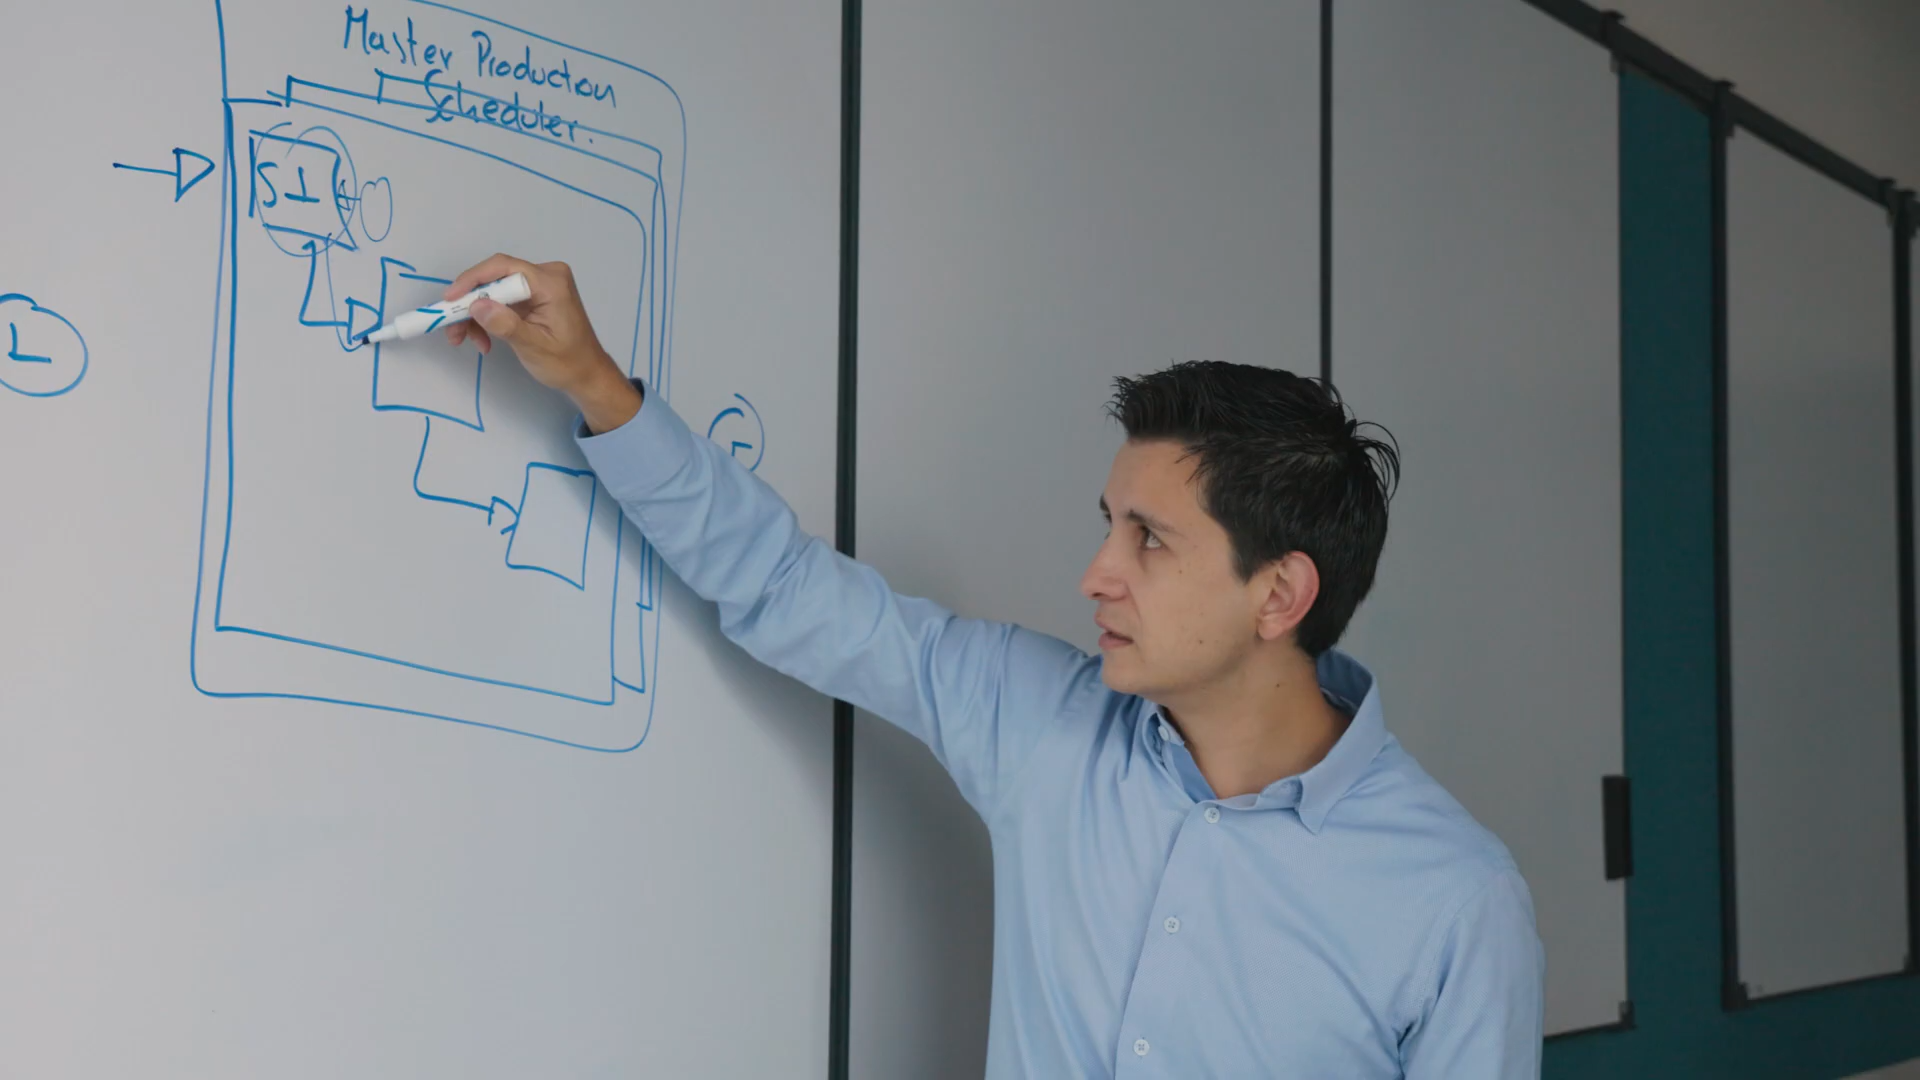 Master Production
Scheduler.
S1
L
G